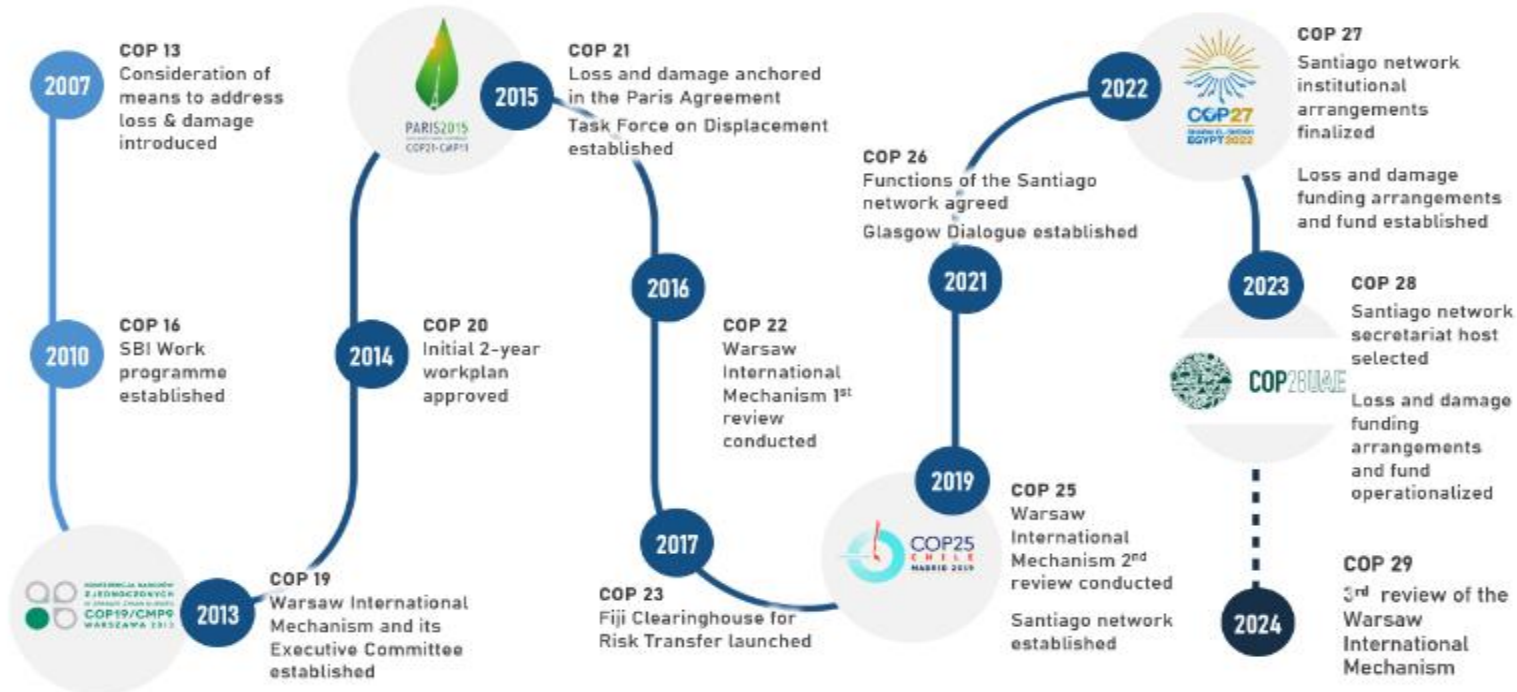 2007
COP 13
Consideration of
means to address
loss & damage
introduced
2010
COP 16
SBI Work
programme
established
COP19/CMP9
WARSZAWA 2013
2013
COP 19
Warsaw International
Mechanism and its
Executive Committee
established
2014
COP 20
Initial 2-year
workplan
approved
PARIS2015
COP21·CMP11
2015
COP 21
Loss and damage anchored
in the Paris Agreement
Task Force on Displacement
established
2016
COP 22
Warsaw
International
Mechanism 1st
review
conducted
2017
COP 23
Fiji Clearinghouse for
Risk Transfer launched
COP25
CHILE
MADRID 2019
2019
COP 25
Warsaw
International
Mechanism 2nd
review conducted
Santiago network
established
2021
COP 26
Functions of the Santiago
network agreed
Glasgow Dialogue established
2022
COP27
EGYPT2022
COP 27
Santiago network
institutional
arrangements
finalized
Loss and damage
funding arrangements
and fund established
2023
COP28UAE
COP 28
Santiago network
secretariat host
selected
Loss and damage
funding
arrangements
and fund
operationalized
2024
COP 29
3rd review of the
Warsaw
International
Mechanism